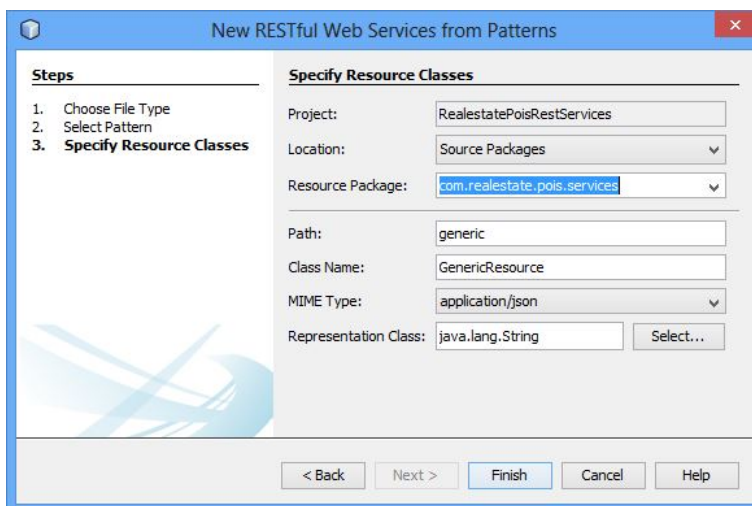 New RESTful Web Services from Patterns
Steps
1. Choose File Type
2. Select Pattern
3. Specify Resource Classes
Specify Resource Classes
Project: RealestatePoisRestServices
Location: Source Packages
Resource Package: com.realestate.pois.services
Path: generic
Class Name: GenericResource
MIME Type: application/json
Representation Class: java.lang.String Select...
< Back Next > Finish Cancel Help